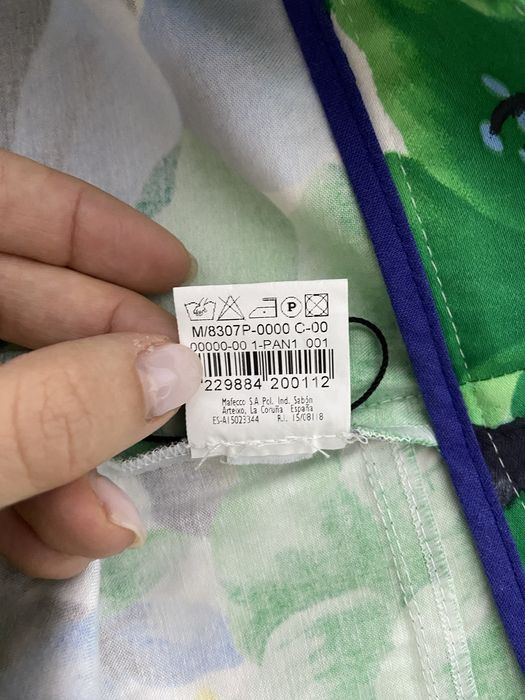 M/8307P-0000 C-00
00000-00 1-PAN1 001
229884 200112
Mafecco S.A. Pol. Ind. Sabón
Arteixo, La Coruña España
ES-A15023344 R.I. 15/08118